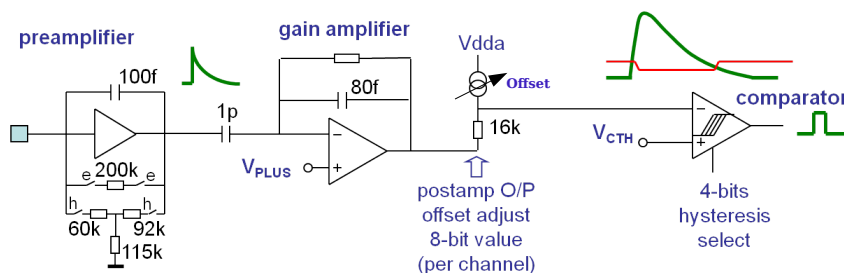 preamplifier
100f
e
200k
e
h
60k
h
92k
115k
1p
gain amplifier
80f
−
+
VPLUS
Vdda
Offset
16k
postamp O/P
offset adjust
8-bit value
(per channel)
VCTH
−
+
comparator
4-bits
hysteresis
select